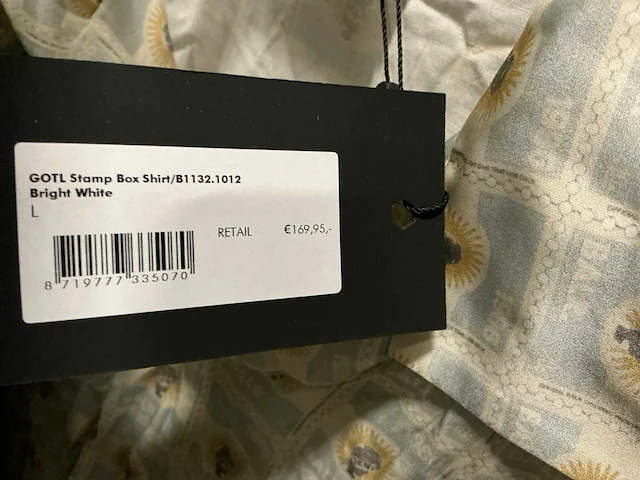 GOTL Stamp Box Shirt/B1132.1012
Bright White
L
RETAIL €169,95,-
8 719777 335070